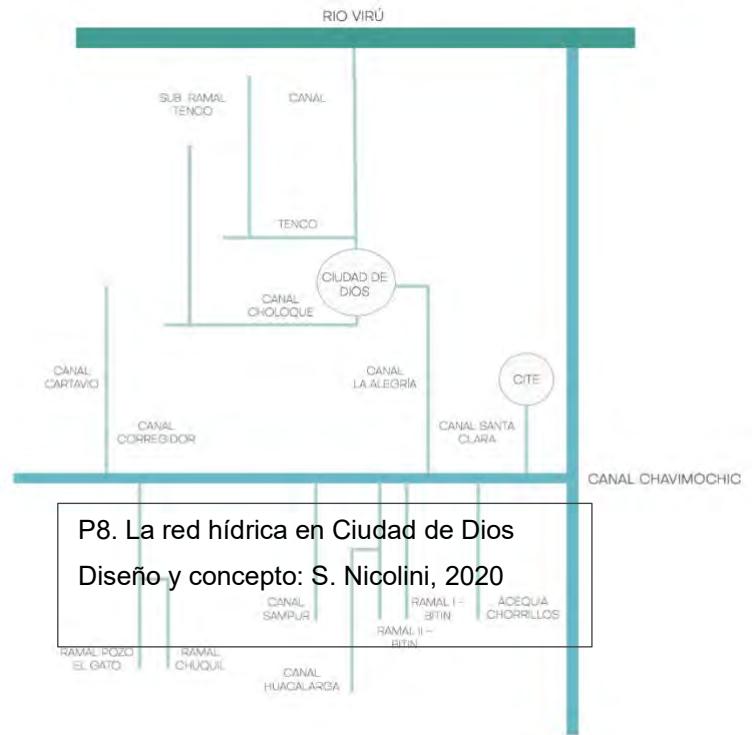 RIO VIRÚ
SUB RAMAL
TENCO
CANAL
TENCO
CIUDAD DE
DIOS
CANAL
CHOLOQUE
CANAL
CARTAVIO
CANAL
LA ALEGRÍA
CITE
CANAL
CORREGIDOR
CANAL SANTA
CLARA
CANAL CHAVIMOCHIC
P8. La red hídrica en Ciudad de Dios
Diseño y concepto: S. Nicolini, 2020
CANAL
SAMPUR
RAMAL I –
BITIN
ACEQUIA
CHORRILLOS
RAMAL II –
BITIN
RAMAL POZO
EL GATO
RAMAL
CHUQUIL
CANAL
HUACALARGA